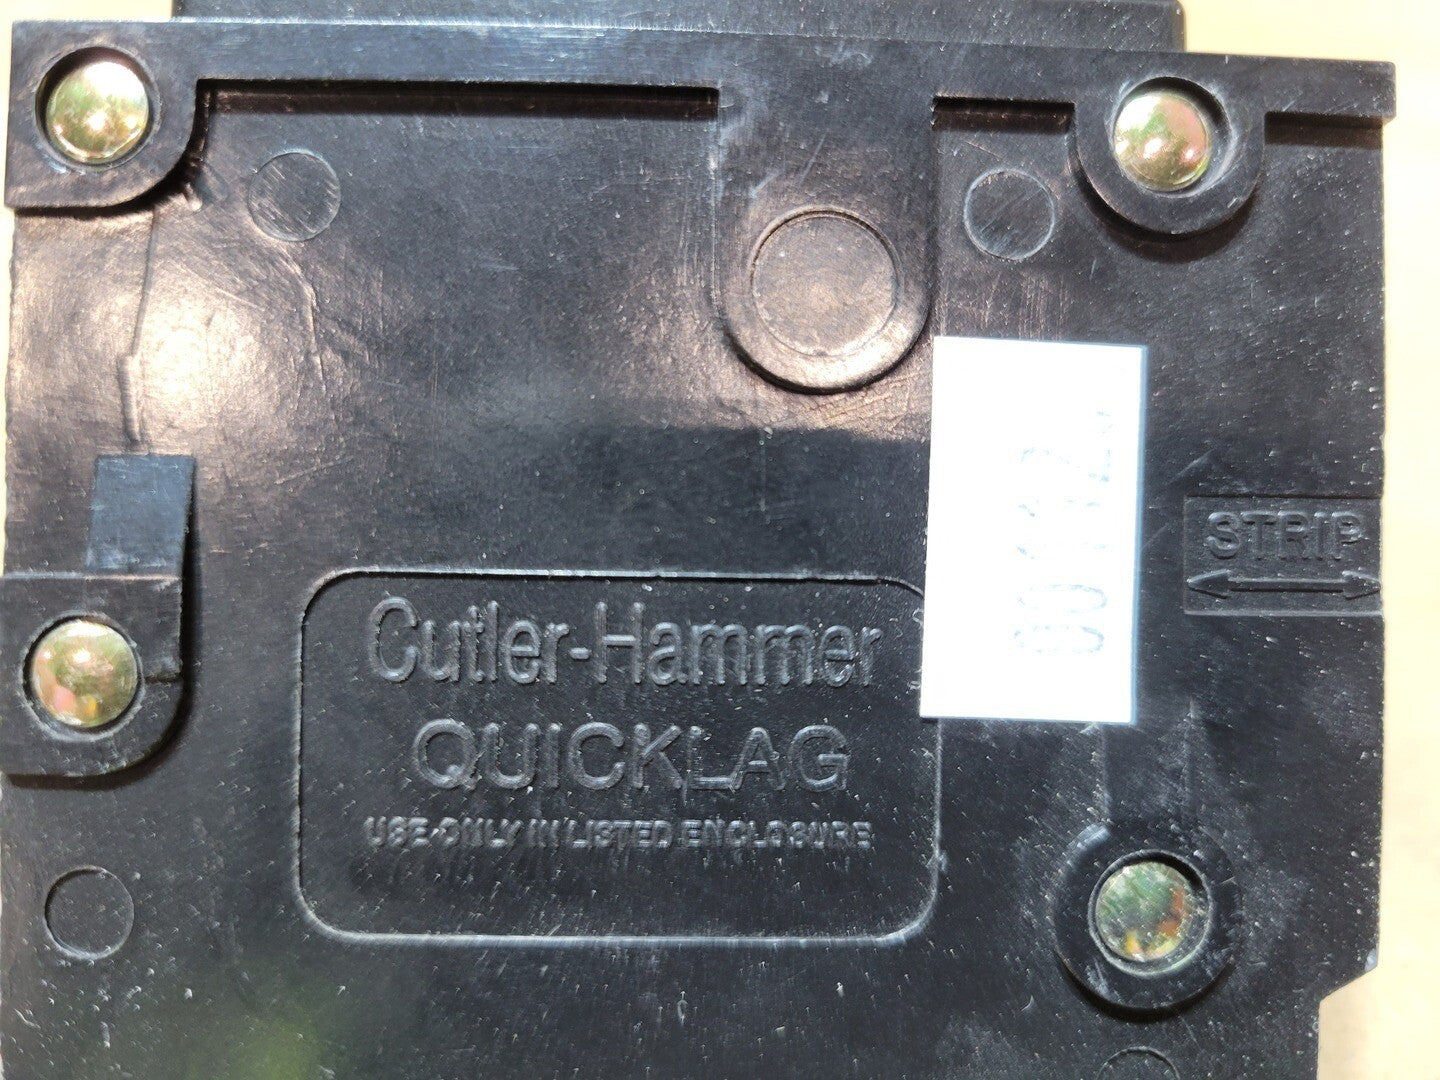 Cutler-Hammer
QUICKLAG
USE ONLY IN LISTED ENCLOSURE
STRIP